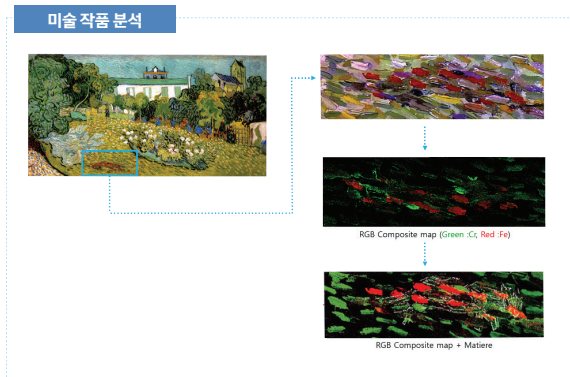 미술 작품 분석
RGB Composite map (Green :Cr, Red :Fe)
RGB Composite map + Matiere